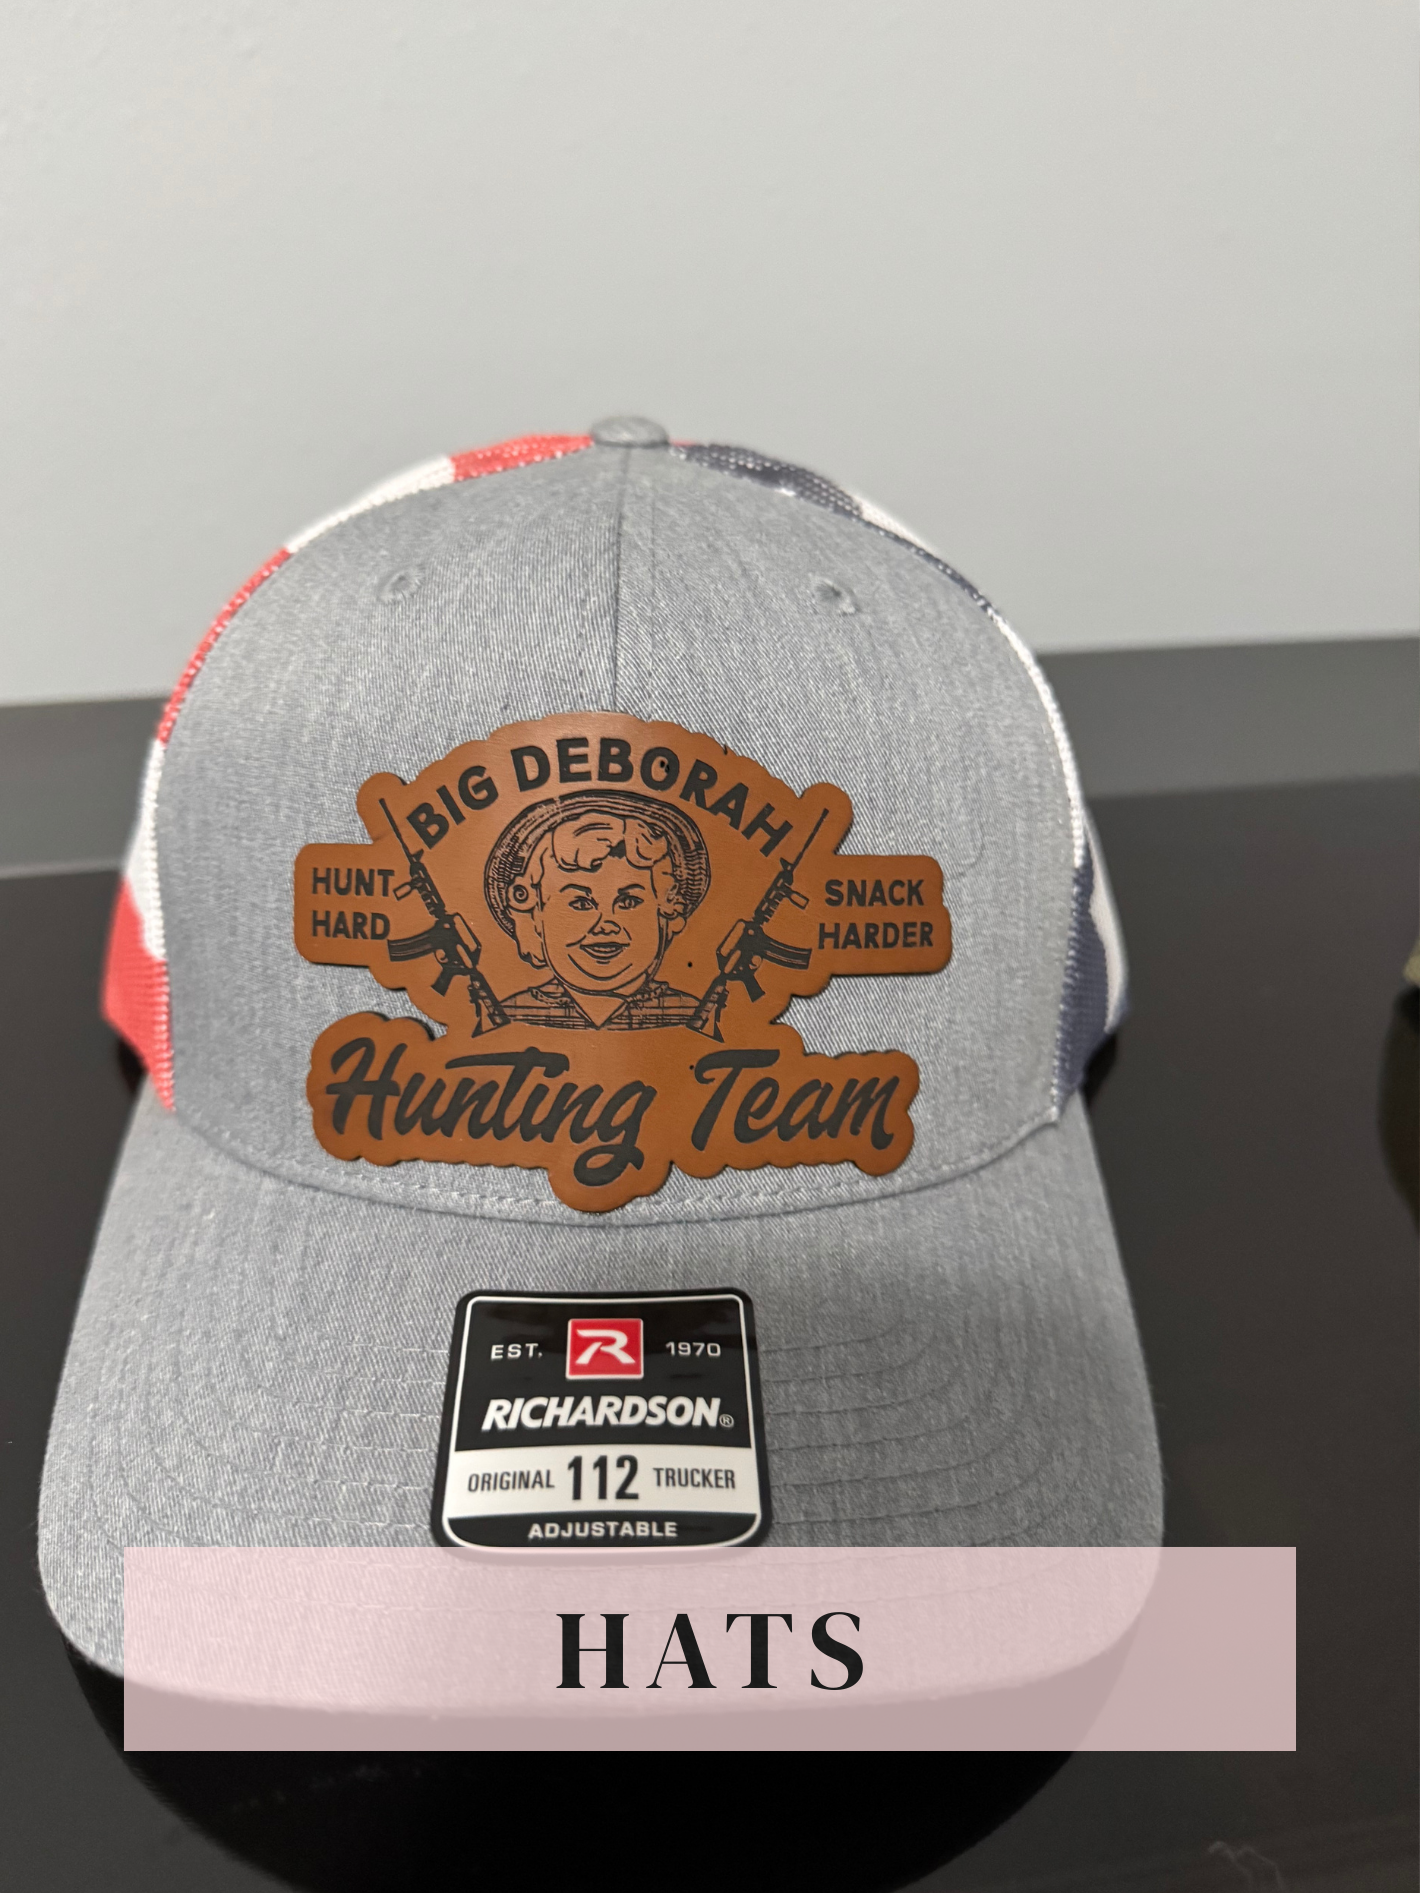 BIG DEBORAH
HUNT
HARD
SNACK
HARDER
Hunting Team
EST. R 1970
RICHARDSON®
ORIGINAL 112 TRUCKER
ADJUSTABLE
HATS